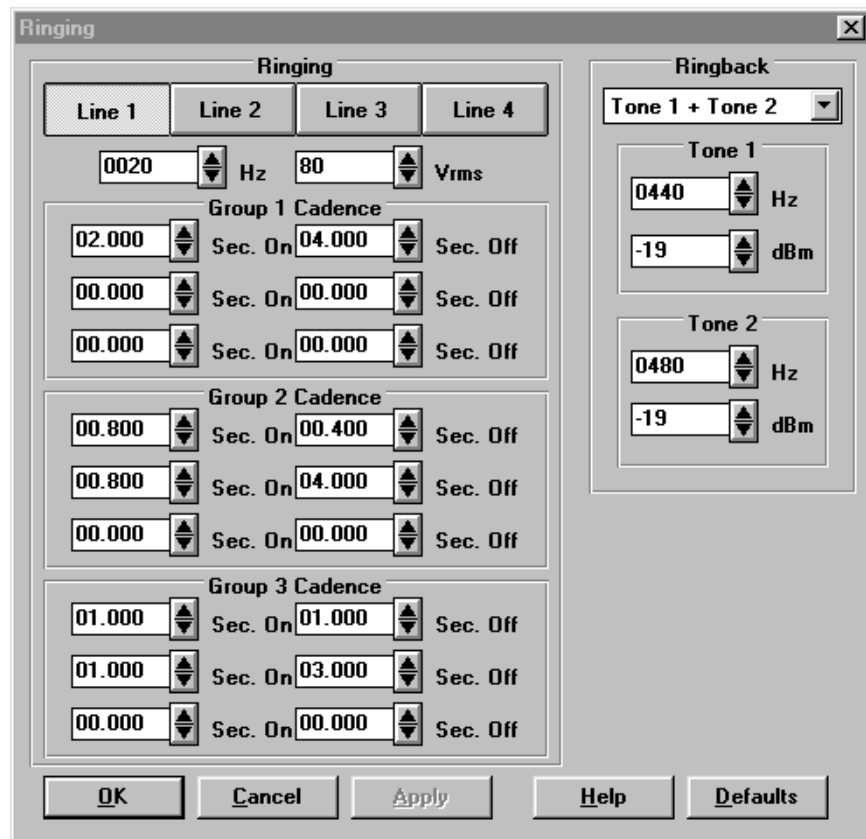 Ringing
Ringing
Line 1 Line 2 Line 3 Line 4
0020 Hz 80 Vrms
Group 1 Cadence
02.000 Sec. On 04.000 Sec. Off
00.000 Sec. On 00.000 Sec. Off
00.000 Sec. On 00.000 Sec. Off
Group 2 Cadence
00.800 Sec. On 00.400 Sec. Off
00.800 Sec. On 04.000 Sec. Off
00.000 Sec. On 00.000 Sec. Off
Group 3 Cadence
01.000 Sec. On 01.000 Sec. Off
01.000 Sec. On 03.000 Sec. Off
00.000 Sec. On 00.000 Sec. Off
Ringback
Tone 1 + Tone 2
Tone 1
0440 Hz
-19 dBm
Tone 2
0480 Hz
-19 dBm
OK Cancel Apply Help Defaults